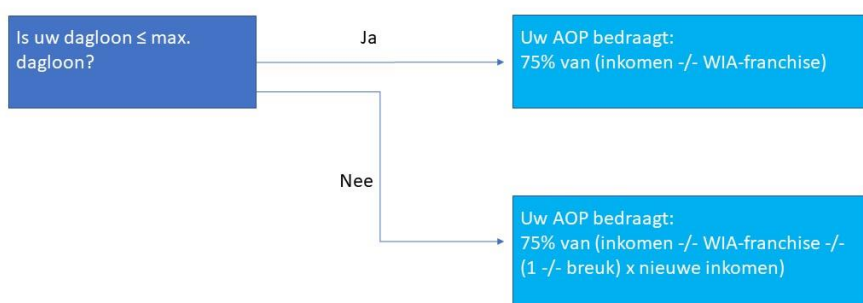 Is uw dagloon ≤ max.
dagloon?
Ja
Uw AOP bedraagt:
75% van (inkomen -/- WIA-franchise)
Nee
Uw AOP bedraagt:
75% van (inkomen -/- WIA-franchise -/-
(1 -/- breuk) x nieuwe inkomen)